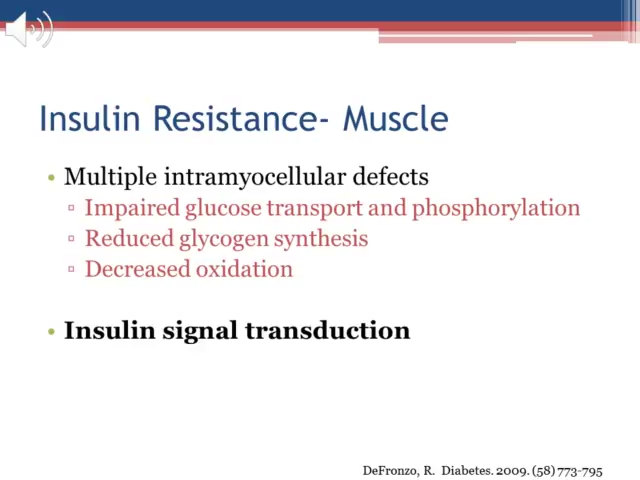 Insulin Resistance- Muscle
• Multiple intramyocellular defects
▫ Impaired glucose transport and phosphorylation
▫ Reduced glycogen synthesis
▫ Decreased oxidation
• Insulin signal transduction
DeFronzo, R. Diabetes. 2009. (58) 773-795